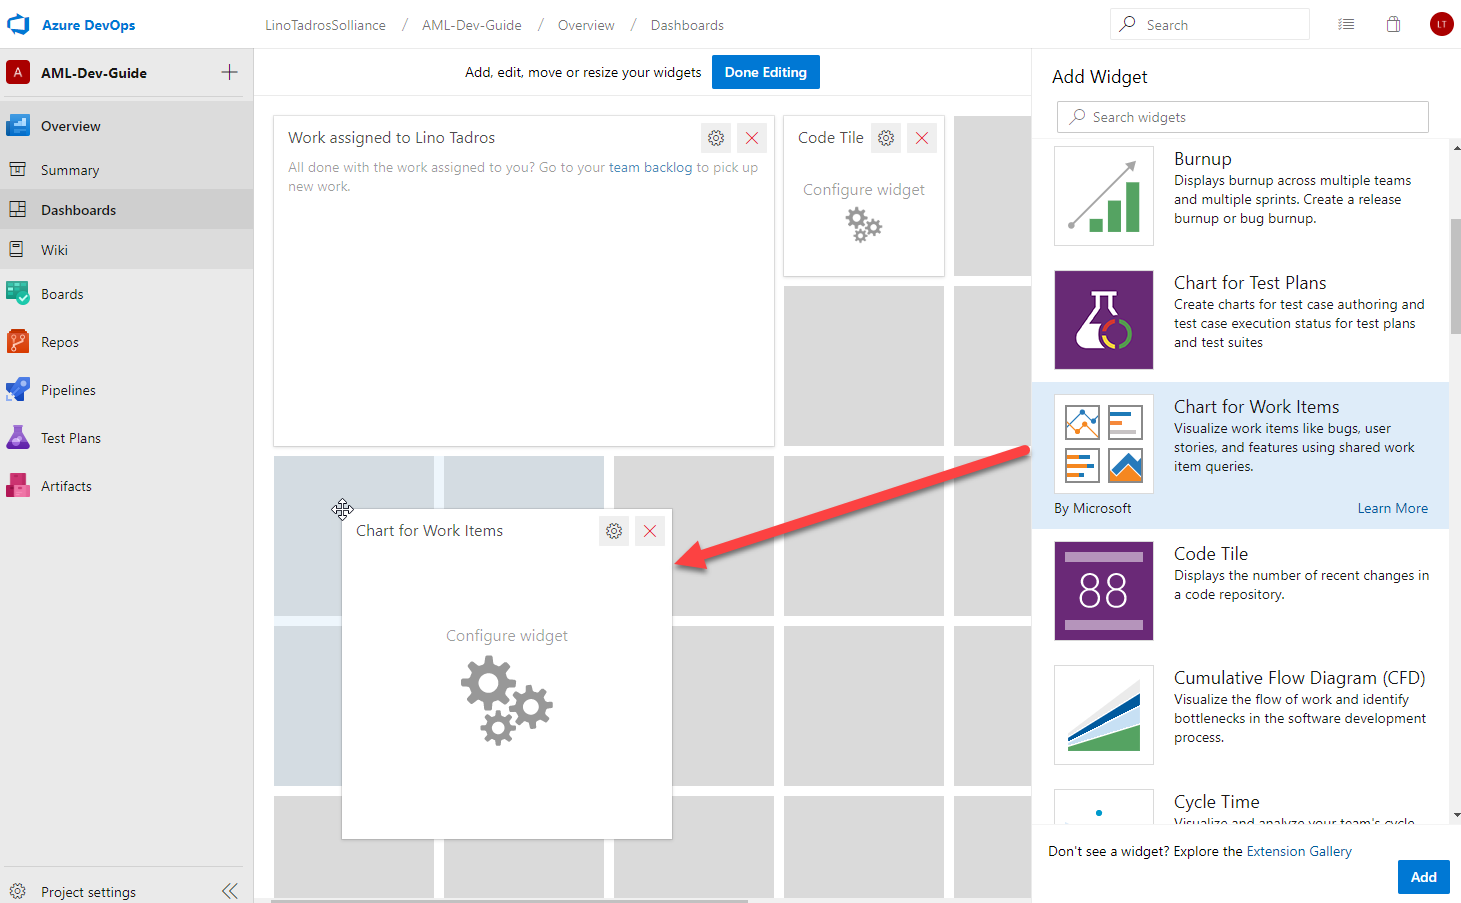 Azure DevOps
LinoTadrosSolliance / AML-Dev-Guide / Overview / Dashboards
Search
LT
A
AML-Dev-Guide
Overview
Summary
Dashboards
Wiki
Boards
Repos
Pipelines
Test Plans
Artifacts
Project settings
Add, edit, move or resize your widgets
Done Editing
Work assigned to Lino Tadros
All done with the work assigned to you? Go to your team backlog to pick up
new work.
Code Tile
Configure widget
Chart for Work Items
Configure widget
Add Widget
Search widgets
Burnup
Displays burnup across multiple teams
and multiple sprints. Create a release
burnup or bug burnup.
Chart for Test Plans
Create charts for test case authoring and
test case execution status for test plans
and test suites
Chart for Work Items
Visualize work items like bugs, user
stories, and features using shared work
item queries.
By Microsoft
Learn More
88
Code Tile
Displays the number of recent changes in
a code repository.
Cumulative Flow Diagram (CFD)
Visualize the flow of work and identify
bottlenecks in the software development
process.
Cycle Time
Visualize and analyze your team's cycle
Don't see a widget? Explore the Extension Gallery
Add